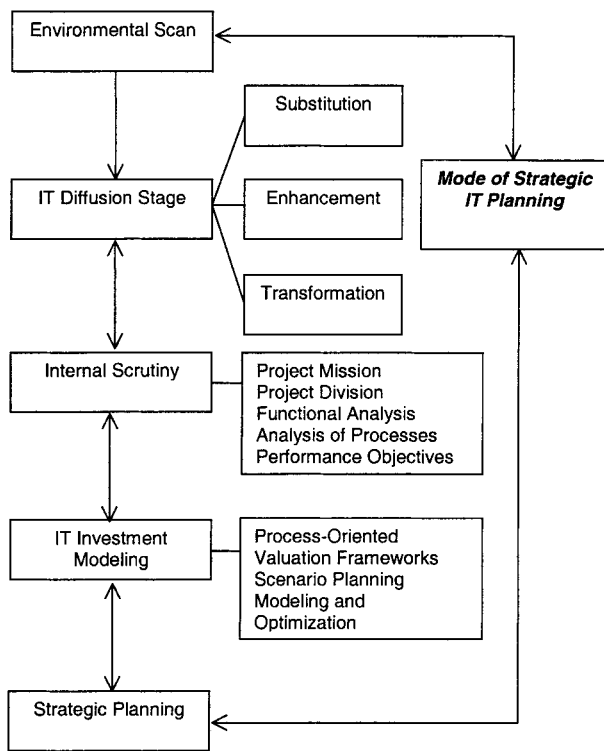 Environmental Scan
Substitution
Mode of Strategic
IT Planning
IT Diffusion Stage
Enhancement
Transformation
Internal Scrutiny
Project Mission
Project Division
Functional Analysis
Analysis of Processes
Performance Objectives
IT Investment
Modeling
Process-Oriented
Valuation Frameworks
Scenario Planning
Modeling and
Optimization
Strategic Planning